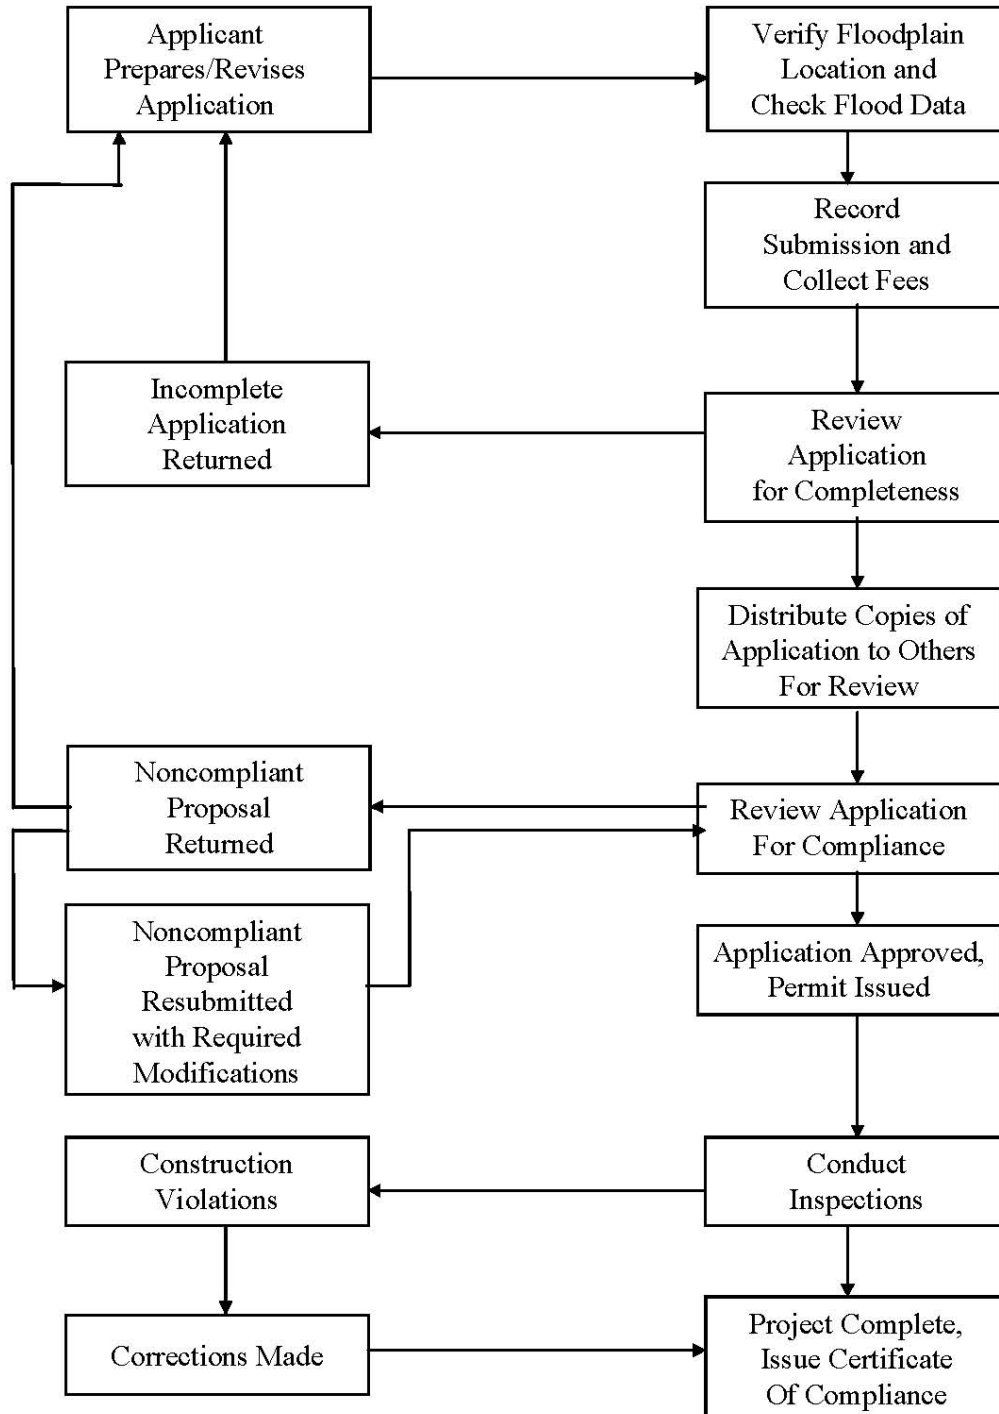 Applicant
Prepares/Revises
Application
Verify Floodplain
Location and
Check Flood Data
Record
Submission and
Collect Fees
Incomplete
Application
Returned
Review
Application
for Completeness
Distribute Copies of
Application to Others
For Review
Noncompliant
Proposal
Returned
Review Application
For Compliance
Noncompliant
Proposal
Resubmitted
with Required
Modifications
Application Approved,
Permit Issued
Construction
Violations
Conduct
Inspections
Corrections Made
Project Complete,
Issue Certificate
Of Compliance